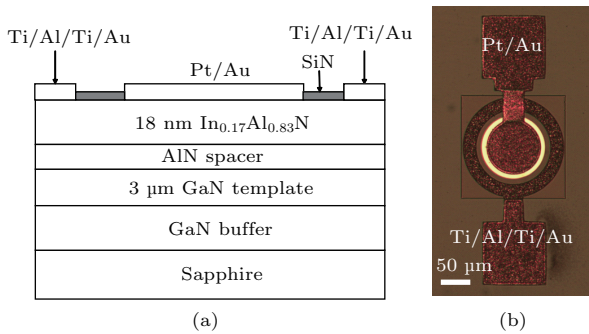 Ti/Al/Ti/Au
Ti/Al/Ti/Au
Pt/Au
SiN
18 nm In0.17Al0.83N
AlN spacer
3 µm GaN template
GaN buffer
Sapphire
(a)
Pt/Au
Ti/Al/Ti/Au
50 µm
(b)